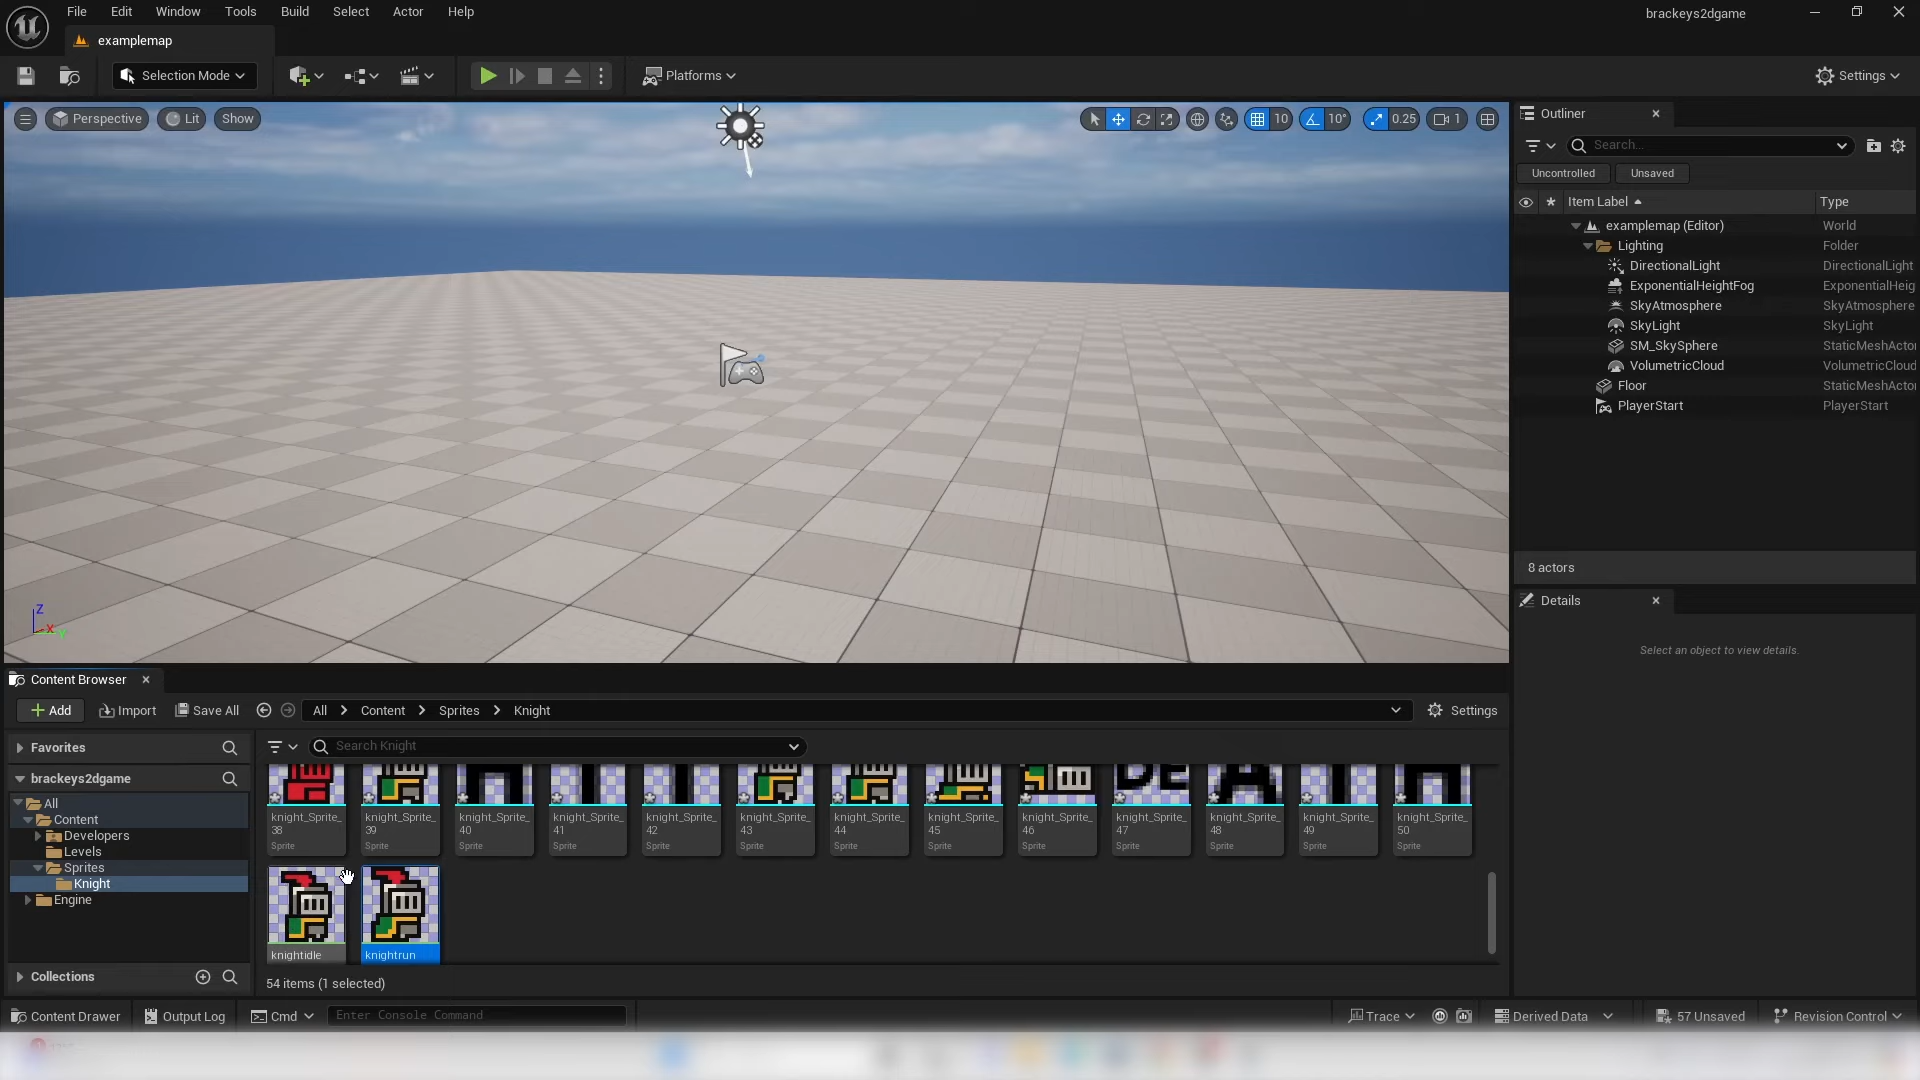 File Edit View Tools Build Select Actor Help
brackeys2dgame
examplemap
Selection Mode
Platforms
Settings
Perspective
Lit
Show
10
10°
0.25
1
Outliner
Search...
Uncontrolled
Unsaved
Item Label
Type
examplemap (Editor)
World
Lighting
Folder
DirectionalLight
DirectionalLight
ExponentialHeightFog
ExponentialHeig
SkyAtmosphere
SkyAtmosphere
SkyLight
SkyLight
SM_SkySphere
StaticMeshActo
VolumetricCloud
VolumetricCloud
Floor
StaticMeshActo
PlayerStart
PlayerStart
8 actors
Details
Select an object to view details.
Z
X
Y
Content Browser
Add
Import
Save All
All
Content
Sprites
Knight
Settings
Favorites
brackeys2dgame
All
Content
Developers
Levels
Sprites
Knight
Engine
Collections
Search Knight
knight_Sprite_
38
Sprite
knight_Sprite_
39
Sprite
knight_Sprite_
40
Sprite
knight_Sprite_
41
Sprite
knight_Sprite_
42
Sprite
knight_Sprite_
43
Sprite
knight_Sprite_
44
Sprite
knight_Sprite_
45
Sprite
knight_Sprite_
46
Sprite
knight_Sprite_
47
Sprite
knight_Sprite_
48
Sprite
knight_Sprite_
49
Sprite
knight_Sprite_
50
Sprite
knightidle
knightrun
54 items (1 selected)
Content Drawer
Output Log
Cmd
Enter Console Command
Trace
Derived Data
57 Unsaved
Revision Control